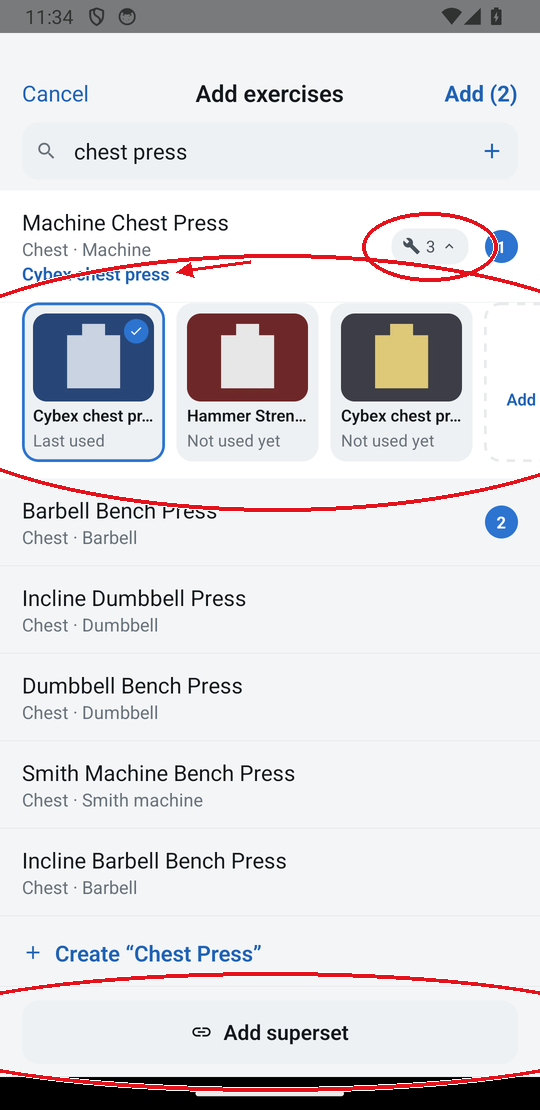 11:34
Cancel
Add exercises
Add (2)
chest press
Machine Chest Press
Chest · Machine
Cybex chest press
3
1
Cybex chest pr...
Last used
Hammer Stren...
Not used yet
Cybex chest pr...
Not used yet
Add
Barbell Bench Press
Chest · Barbell
2
Incline Dumbbell Press
Chest · Dumbbell
Dumbbell Bench Press
Chest · Dumbbell
Smith Machine Bench Press
Chest · Smith machine
Incline Barbell Bench Press
Chest · Barbell
+ Create “Chest Press”
Add superset